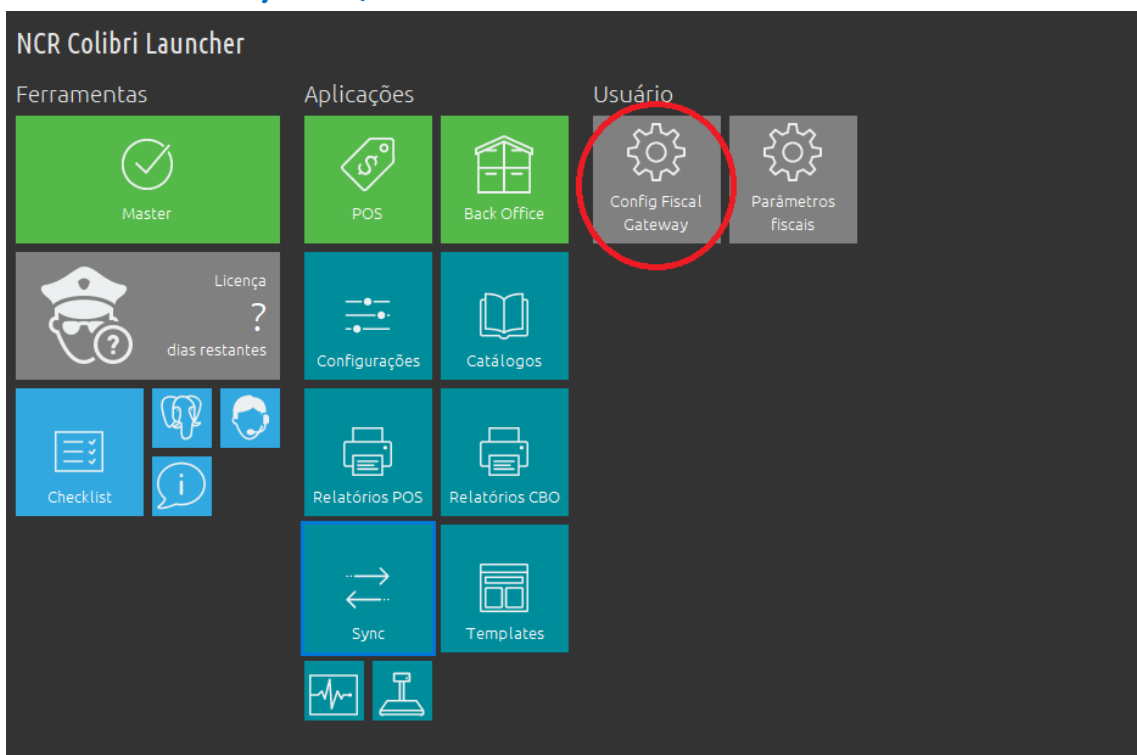 NCR Colibri Launcher
Ferramentas
Master
Licença
?
dias restantes
?
Checklist
i
Aplicações
POS
Back Office
Configurações
Catálogos
Relatórios POS
Relatórios CBO
Sync
Templates
Usuário
Config Fiscal
Gateway
Parâmetros
fiscais